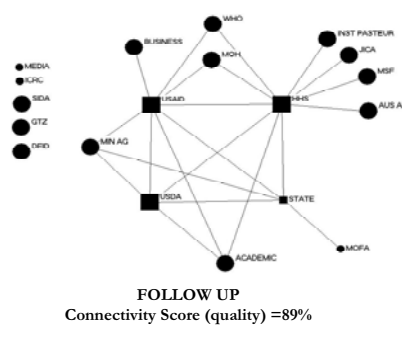 WHO
INST PASTEUR
BUSINESS
MOH
JICA
MEDIA
ICRC
MSF
SIDA
USAID
HHS
AUS A
GTZ
MIN AG
DFID
USDA
STATE
MOFA
ACADEMIC
FOLLOW UP
Connectivity Score (quality) =89%